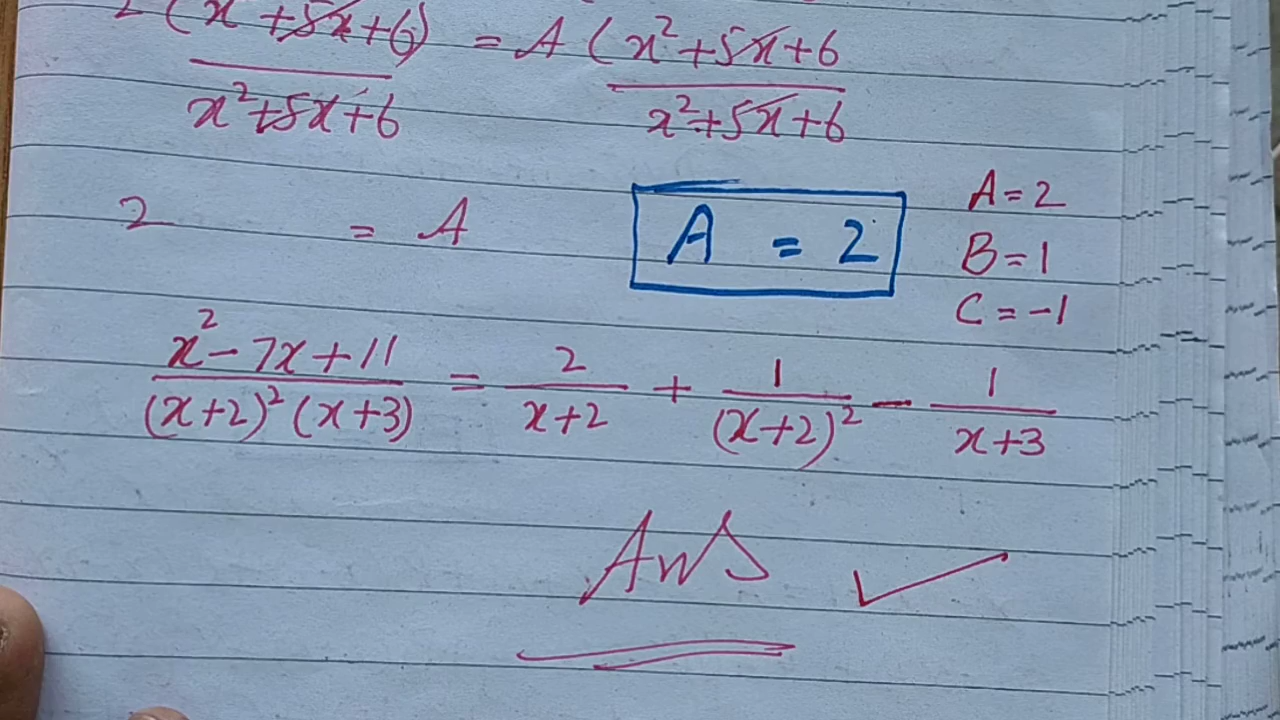 2 (x² +5x+6) = A (x² +5x+6
x² +5x+6 x² +5x+6
2 = A
A = 2
A = 2
B = 1
C = -1
x² - 7x + 11 / (x+2)² (x+3) = 2 / x+2 + 1 / (x+2)² - 1 / x+3
Ans ✓